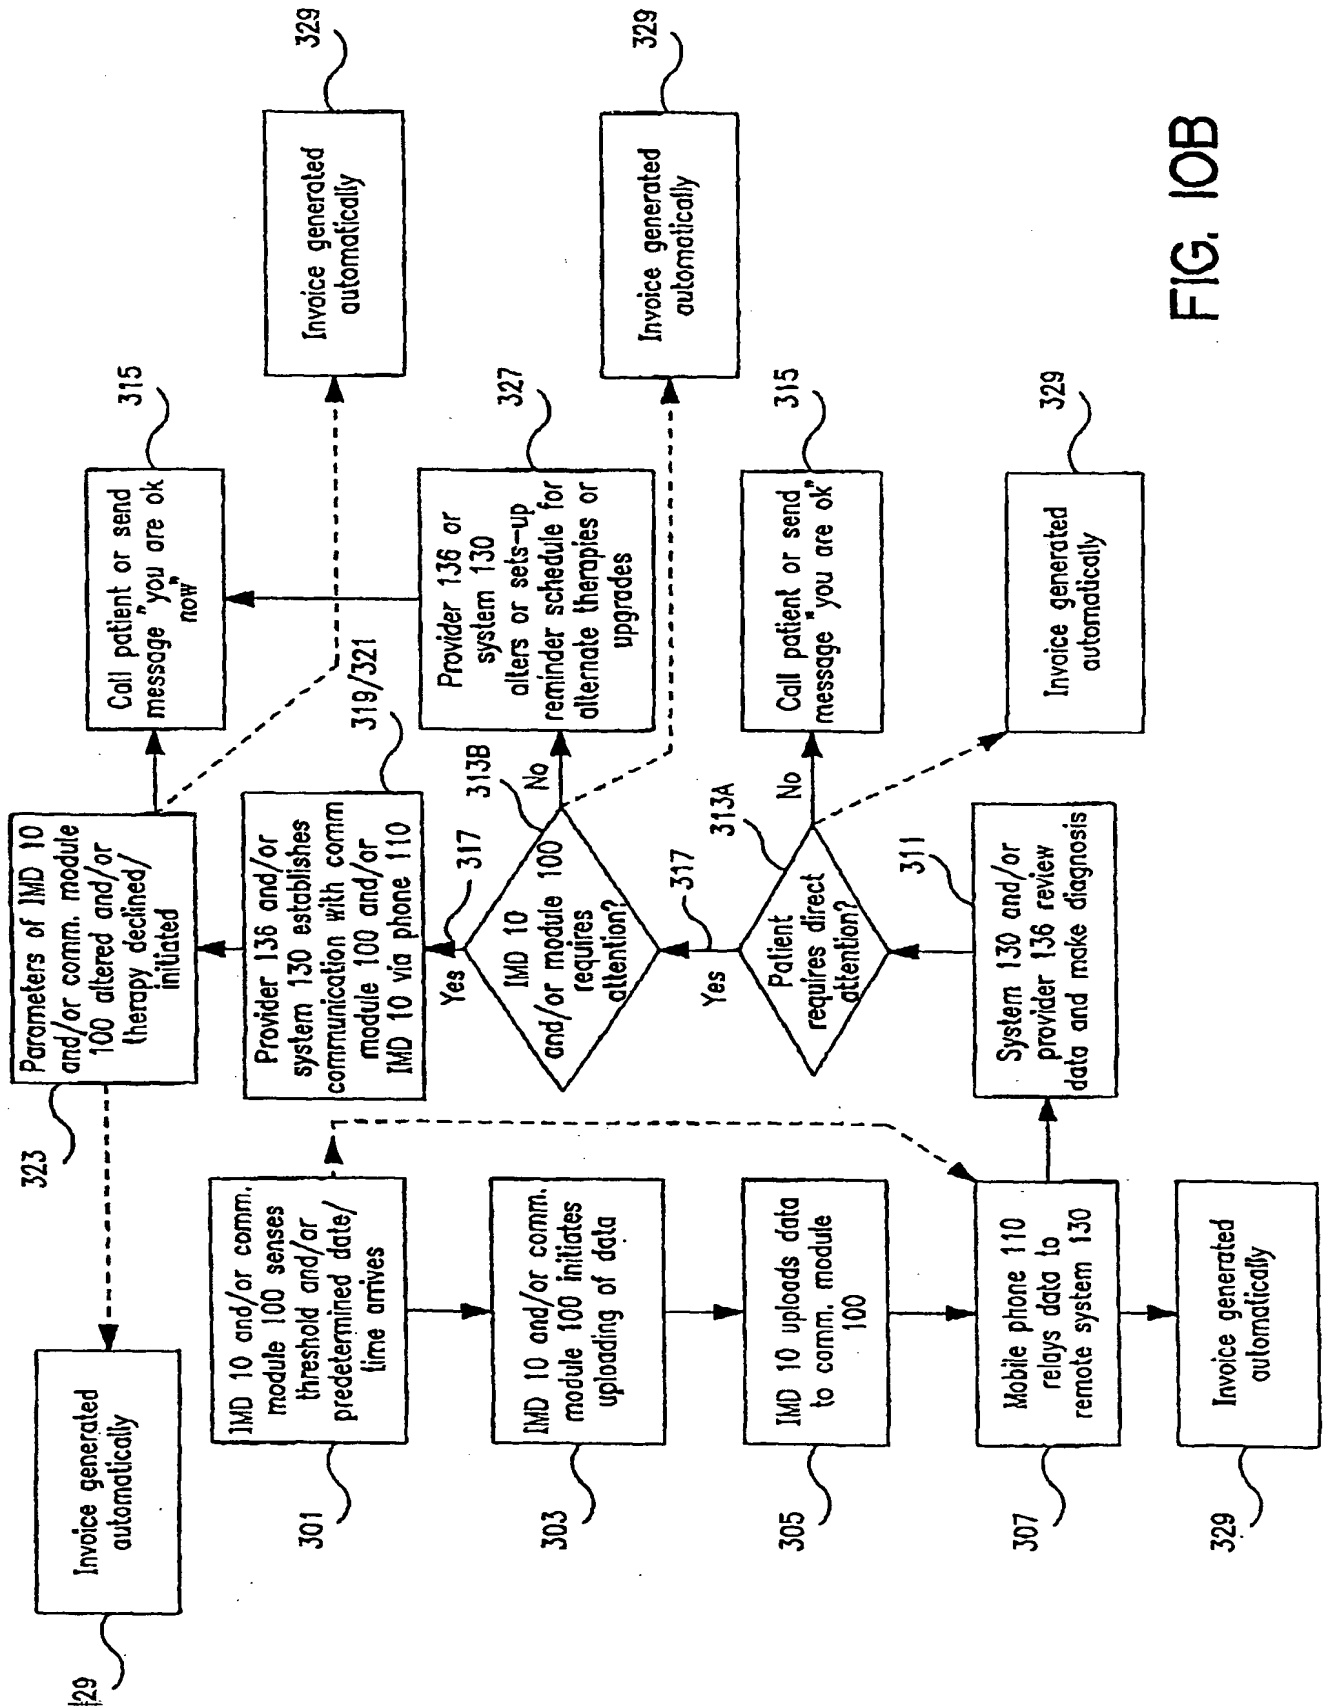 329
Invoice generated
automatically
323
Parameters of IMD 10
and/or comm. module
100 altered and/or
therapy declined/
initiated
315
Call patient or send
message "you are ok
now"
329
Invoice generated
automatically
301
IMD 10 and/or comm.
module 100 senses
threshold and/or
predetermined date/
time arrives
319/321
Provider 136 and/or
system 130 establishes
communication with comm
module 100 and/or
IMD 10 via phone 110
Yes
317
303
IMD 10 and/or comm.
module 100 initiates
uploading of data
313B
IMD 10
and/or module 100
requires
attention?
No
327
Provider 136 or
system 130
alters or sets-up
reminder schedule for
alternate therapies or
upgrades
329
Invoice generated
automatically
Yes
317
305
IMD 10 uploads data
to comm. module
100
313A
Patient
requires direct
attention?
No
315
Call patient or send
message "you are ok"
307
Mobile phone 110
relays data to
remote system 130
311
System 130 and/or
provider 136 review
data and make diagnosis
329
Invoice generated
automatically
329
Invoice generated
automatically
FIG. 10B